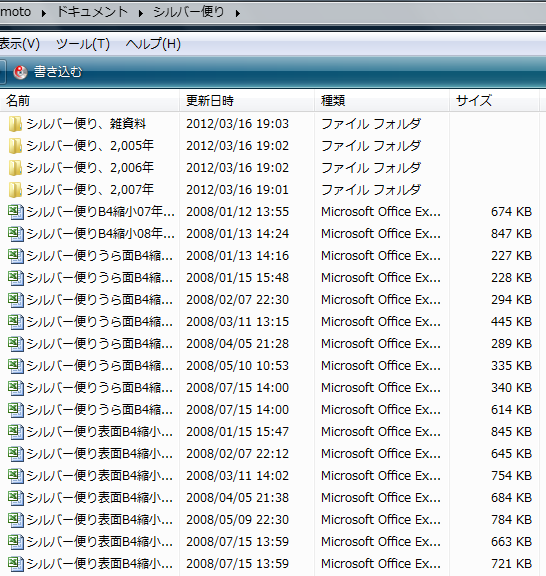 moto ▸ ドキュメント ▸ シルバー便り ▸
表示(V) ツール(T) ヘルプ(H)
書き込む
名前 更新日時 種類 サイズ
シルバー便り、雑資料 2012/03/16 19:03 ファイル フォルダ
シルバー便り、2,005年 2012/03/16 19:02 ファイル フォルダ
シルバー便り、2,006年 2012/03/16 19:02 ファイル フォルダ
シルバー便り、2,007年 2012/03/16 19:01 ファイル フォルダ
シルバー便りB4縮小07年... 2008/01/12 13:55 Microsoft Office Ex... 674 KB
シルバー便りB4縮小08年... 2008/01/13 14:24 Microsoft Office Ex... 847 KB
シルバー便りうら面B4縮... 2008/01/13 14:16 Microsoft Office Ex... 227 KB
シルバー便りうら面B4縮... 2008/01/15 15:48 Microsoft Office Ex... 228 KB
シルバー便りうら面B4縮... 2008/02/07 22:30 Microsoft Office Ex... 294 KB
シルバー便りうら面B4縮... 2008/03/11 13:15 Microsoft Office Ex... 445 KB
シルバー便りうら面B4縮... 2008/04/05 21:28 Microsoft Office Ex... 289 KB
シルバー便りうら面B4縮... 2008/05/10 10:53 Microsoft Office Ex... 335 KB
シルバー便りうら面B4縮... 2008/07/15 14:00 Microsoft Office Ex... 340 KB
シルバー便りうら面B4縮... 2008/07/15 14:00 Microsoft Office Ex... 614 KB
シルバー便り表面B4縮小... 2008/01/15 15:47 Microsoft Office Ex... 845 KB
シルバー便り表面B4縮小... 2008/02/07 22:12 Microsoft Office Ex... 645 KB
シルバー便り表面B4縮小... 2008/03/11 14:02 Microsoft Office Ex... 754 KB
シルバー便り表面B4縮小... 2008/04/05 21:38 Microsoft Office Ex... 684 KB
シルバー便り表面B4縮小... 2008/05/09 22:30 Microsoft Office Ex... 784 KB
シルバー便り表面B4縮小... 2008/07/15 13:59 Microsoft Office Ex... 663 KB
シルバー便り表面B4縮小... 2008/07/15 13:59 Microsoft Office Ex... 721 KB